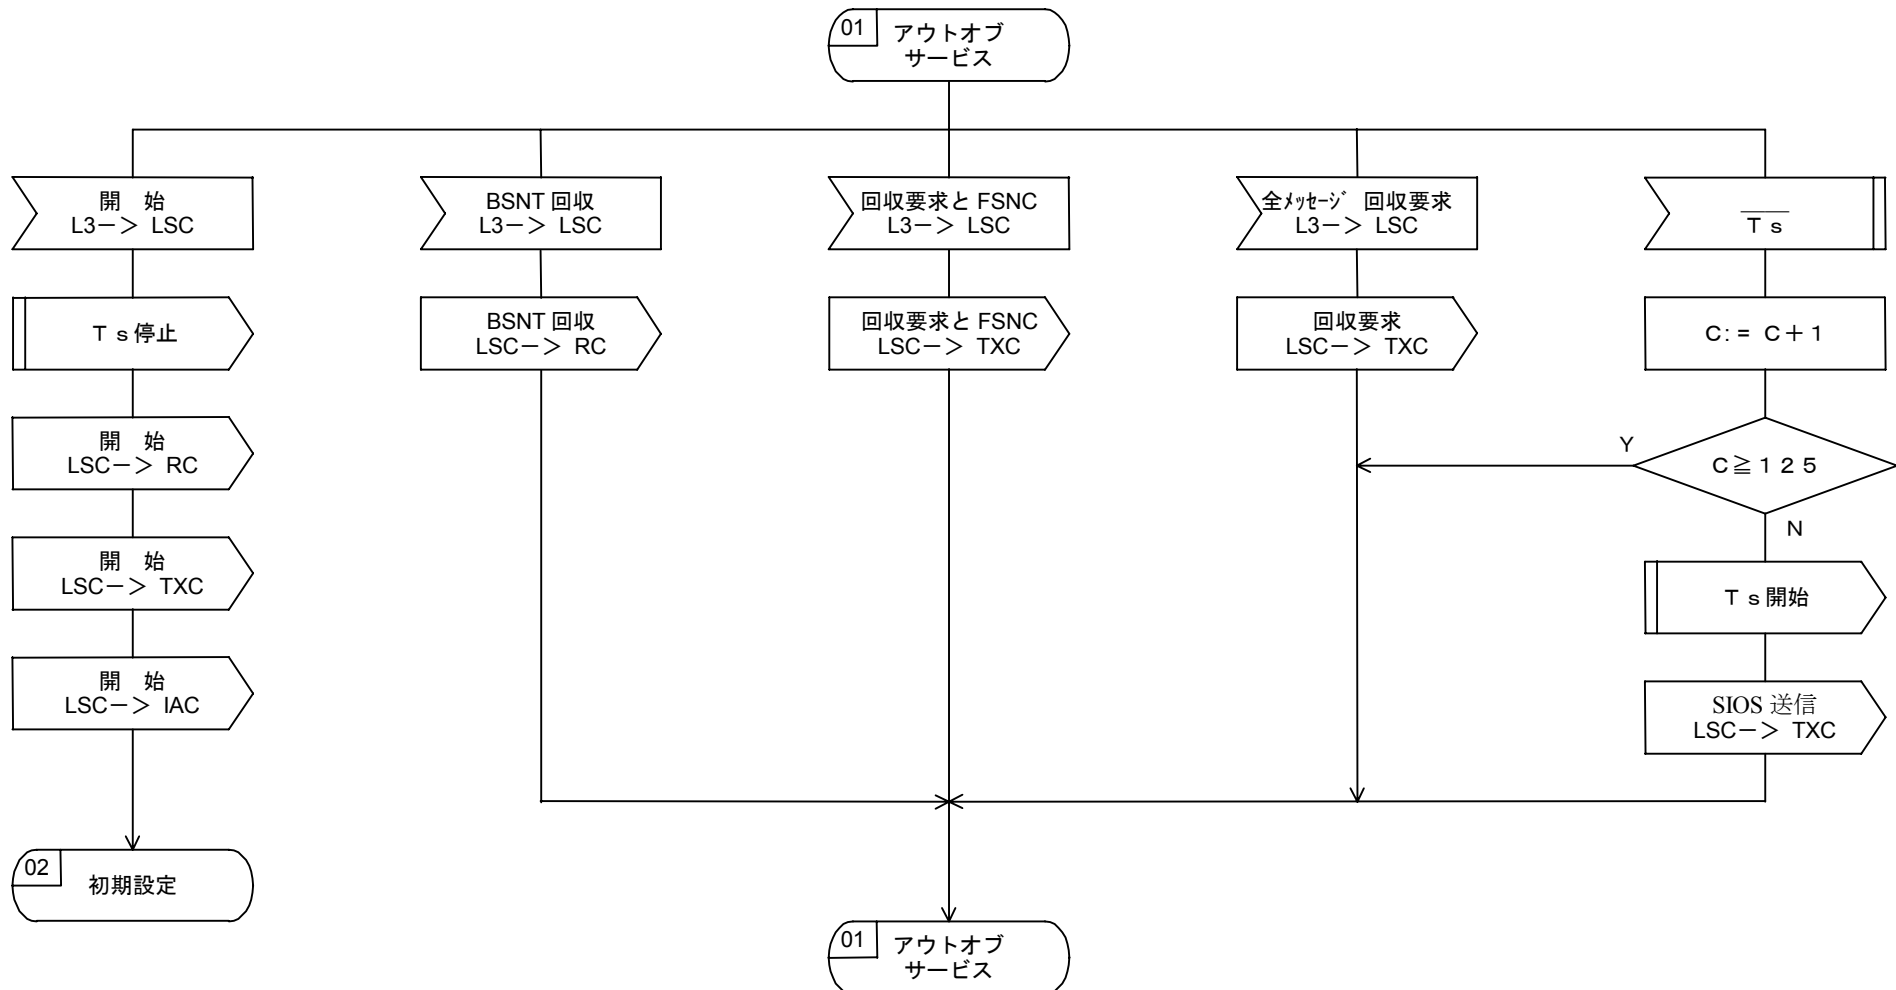 01
アウトオブ
サービス
開　始
L3－＞ LSC
BSNT 回収
L3－＞ LSC
回収要求と FSNC
L3－＞ LSC
全ﾒｯｾｰｼﾞ 回収要求
L3－＞ LSC
Ｔｓ
Ｔｓ停止
BSNT 回収
LSC－＞ RC
回収要求と FSNC
LSC－＞ TXC
回収要求
LSC－＞ TXC
Ｃ:＝ Ｃ＋１
開　始
LSC－＞ RC
Y
Ｃ≧１２５
N
開　始
LSC－＞ TXC
Ｔｓ開始
開　始
LSC－＞ IAC
SIOS 送信
LSC－＞ TXC
02
初期設定
01
アウトオブ
サービス